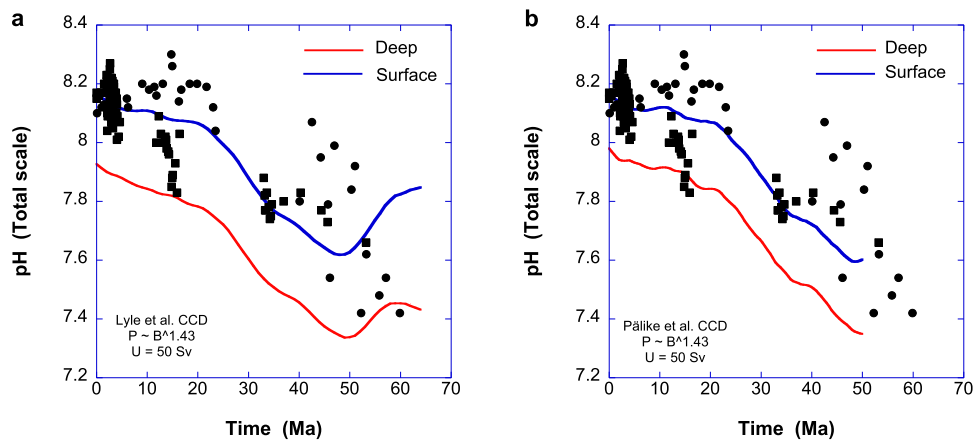 a
8.4
8.2
8
7.8
7.6
7.4
7.2
pH (Total scale)
Deep
Surface
Lyle et al. CCD
P ~ B^1.43
U = 50 Sv
0 10 20 30 40 50 60 70
Time (Ma)
b
8.4
8.2
8
7.8
7.6
7.4
7.2
pH (Total scale)
Deep
Surface
Pälike et al. CCD
P ~ B^1.43
U = 50 Sv
0 10 20 30 40 50 60 70
Time (Ma)